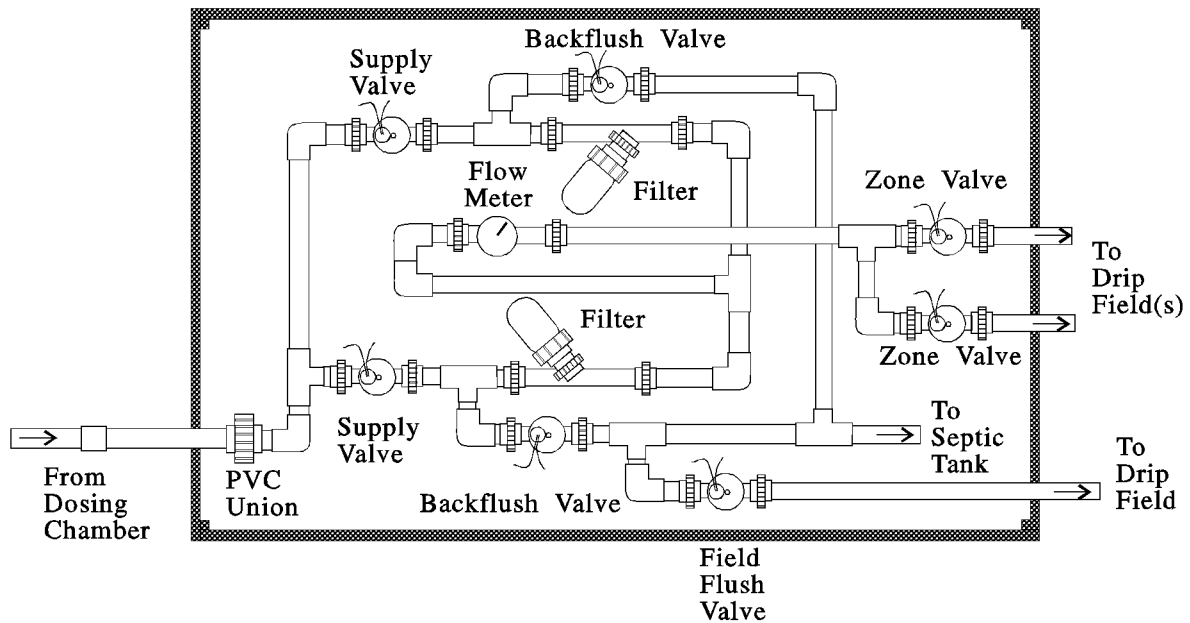 Backflush Valve
Supply
Valve
Flow
Meter
Filter
Zone Valve
To
Drip
Field(s)
Filter
Zone Valve
Supply
Valve
To
Septic
Tank
To
Drip
Field
From
Dosing
Chamber
PVC
Union
Backflush Valve
Field
Flush
Valve